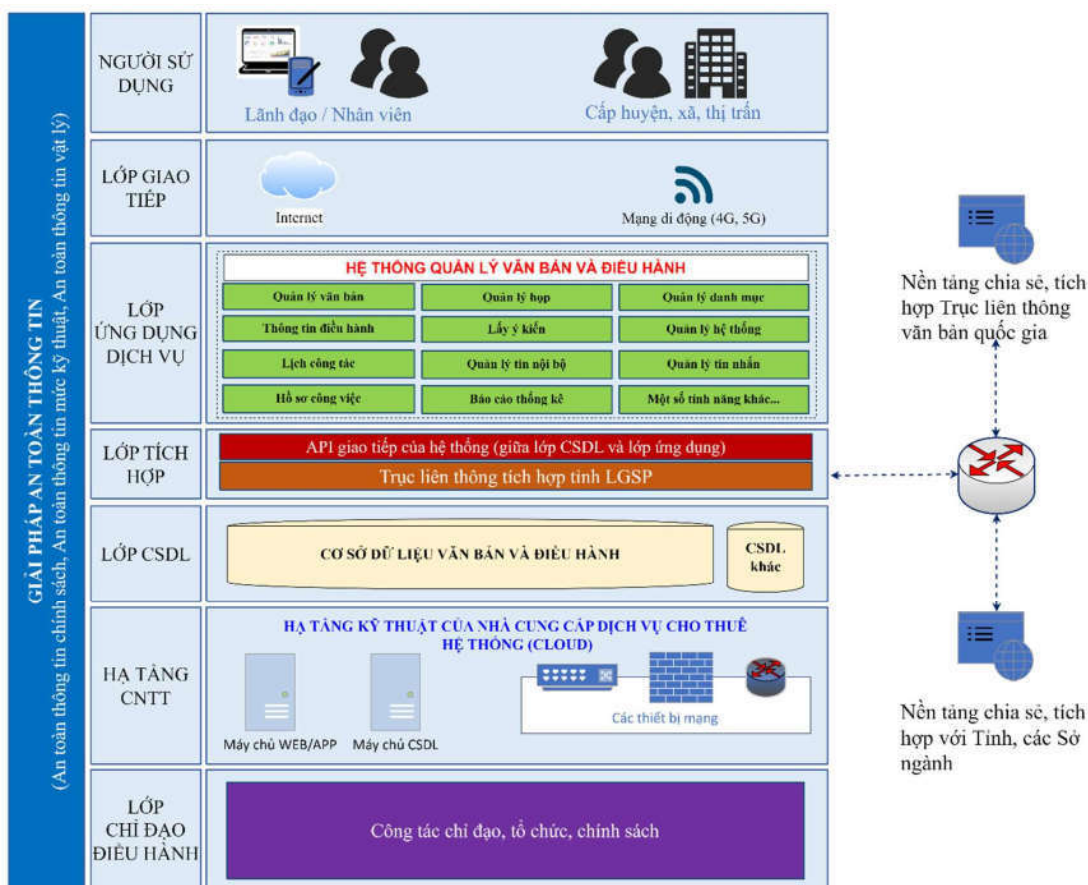 GIẢI PHÁP AN TOÀN THÔNG TIN
(An toàn thông tin chính sách, An toàn thông tin mức kỹ thuật, An toàn thông tin vật lý)
NGƯỜI SỬ
DỤNG
Lãnh đạo / Nhân viên
Cấp huyện, xã, thị trấn
LỚP GIAO
TIẾP
Internet
Mạng di động (4G, 5G)
LỚP
ỨNG DỤNG
DỊCH VỤ
HỆ THỐNG QUẢN LÝ VĂN BẢN VÀ ĐIỀU HÀNH
Quản lý văn bản
Quản lý họp
Quản lý danh mục
Thông tin điều hành
Lấy ý kiến
Quản lý hệ thống
Lịch công tác
Quản lý tin nội bộ
Quản lý tin nhắn
Hồ sơ công việc
Báo cáo thống kê
Một số tính năng khác...
LỚP TÍCH
HỢP
API giao tiếp của hệ thống (giữa lớp CSDL và lớp ứng dụng)
Trục liên thông tích hợp tỉnh LGSP
LỚP CSDL
CƠ SỞ DỮ LIỆU VĂN BẢN VÀ ĐIỀU HÀNH
CSDL
khác
HẠ TẦNG
CNTT
HẠ TẦNG KỸ THUẬT CỦA NHÀ CUNG CẤP DỊCH VỤ CHO THUÊ
HỆ THỐNG (CLOUD)
Máy chủ WEB/APP
Máy chủ CSDL
Các thiết bị mạng
LỚP
CHỈ ĐẠO
ĐIỀU HÀNH
Công tác chỉ đạo, tổ chức, chính sách
Nền tảng chia sẻ, tích
hợp Trục liên thông
văn bản quốc gia
Nền tảng chia sẻ, tích
hợp với Tỉnh, các Sở
ngành